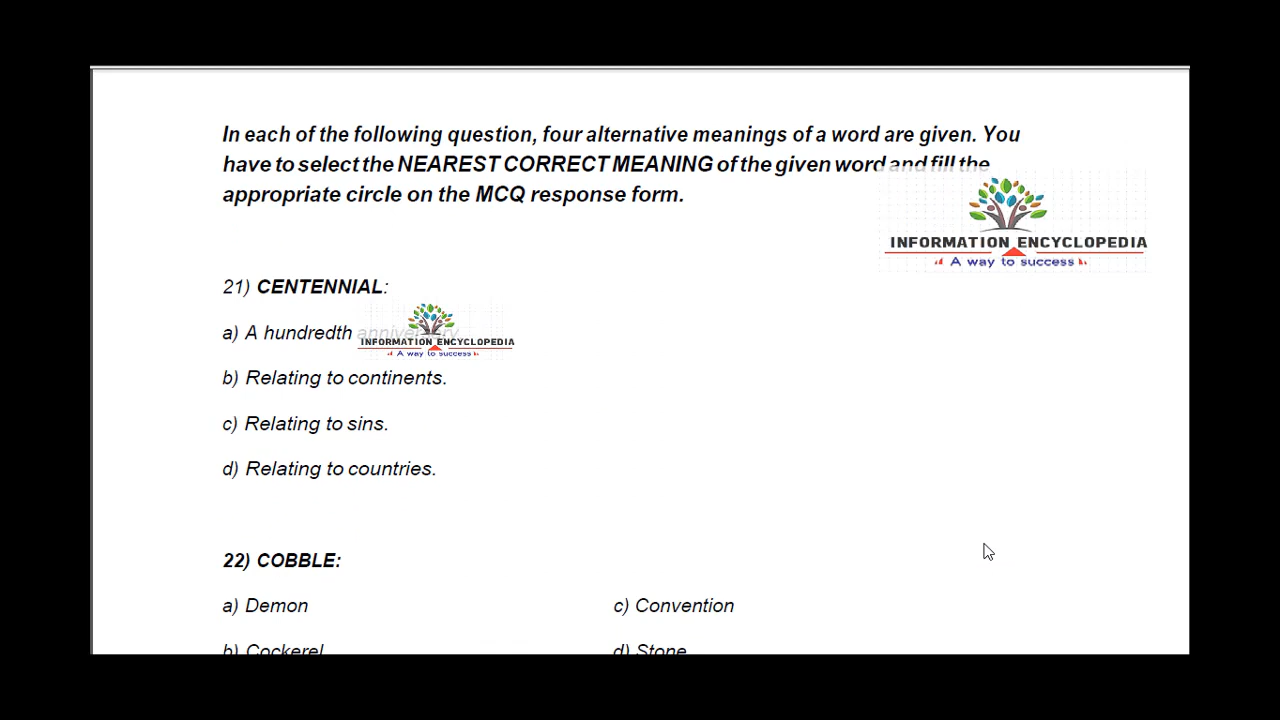 In each of the following question, four alternative meanings of a word are given. You
have to select the NEAREST CORRECT MEANING of the given word and fill the
appropriate circle on the MCQ response form.
INFORMATION ENCYCLOPEDIA
A way to success
21) CENTENNIAL:
a) A hundredth anniversary
INFORMATION ENCYCLOPEDIA
A way to success
b) Relating to continents.
c) Relating to sins.
d) Relating to countries.
22) COBBLE:
a) Demon c) Convention
b) Cockerel d) Stone